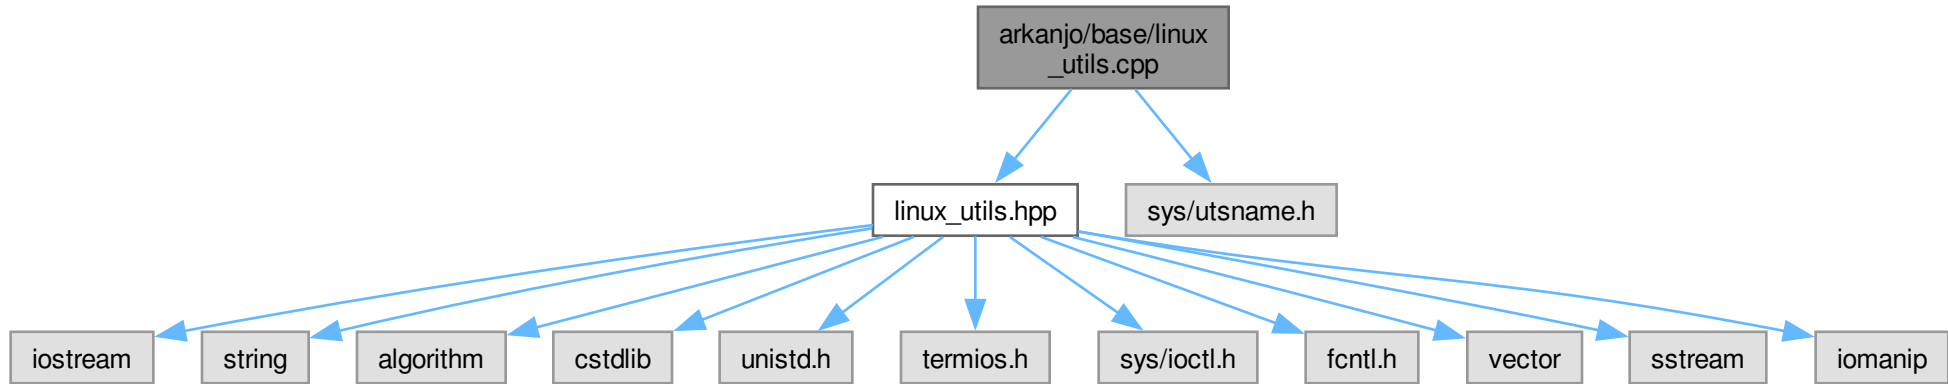 arkanjo/base/linux
_utils.cpp
linux_utils.hpp
sys/utsname.h
iostream
string
algorithm
cstdlib
unistd.h
termios.h
sys/ioctl.h
fcntl.h
vector
sstream
iomanip